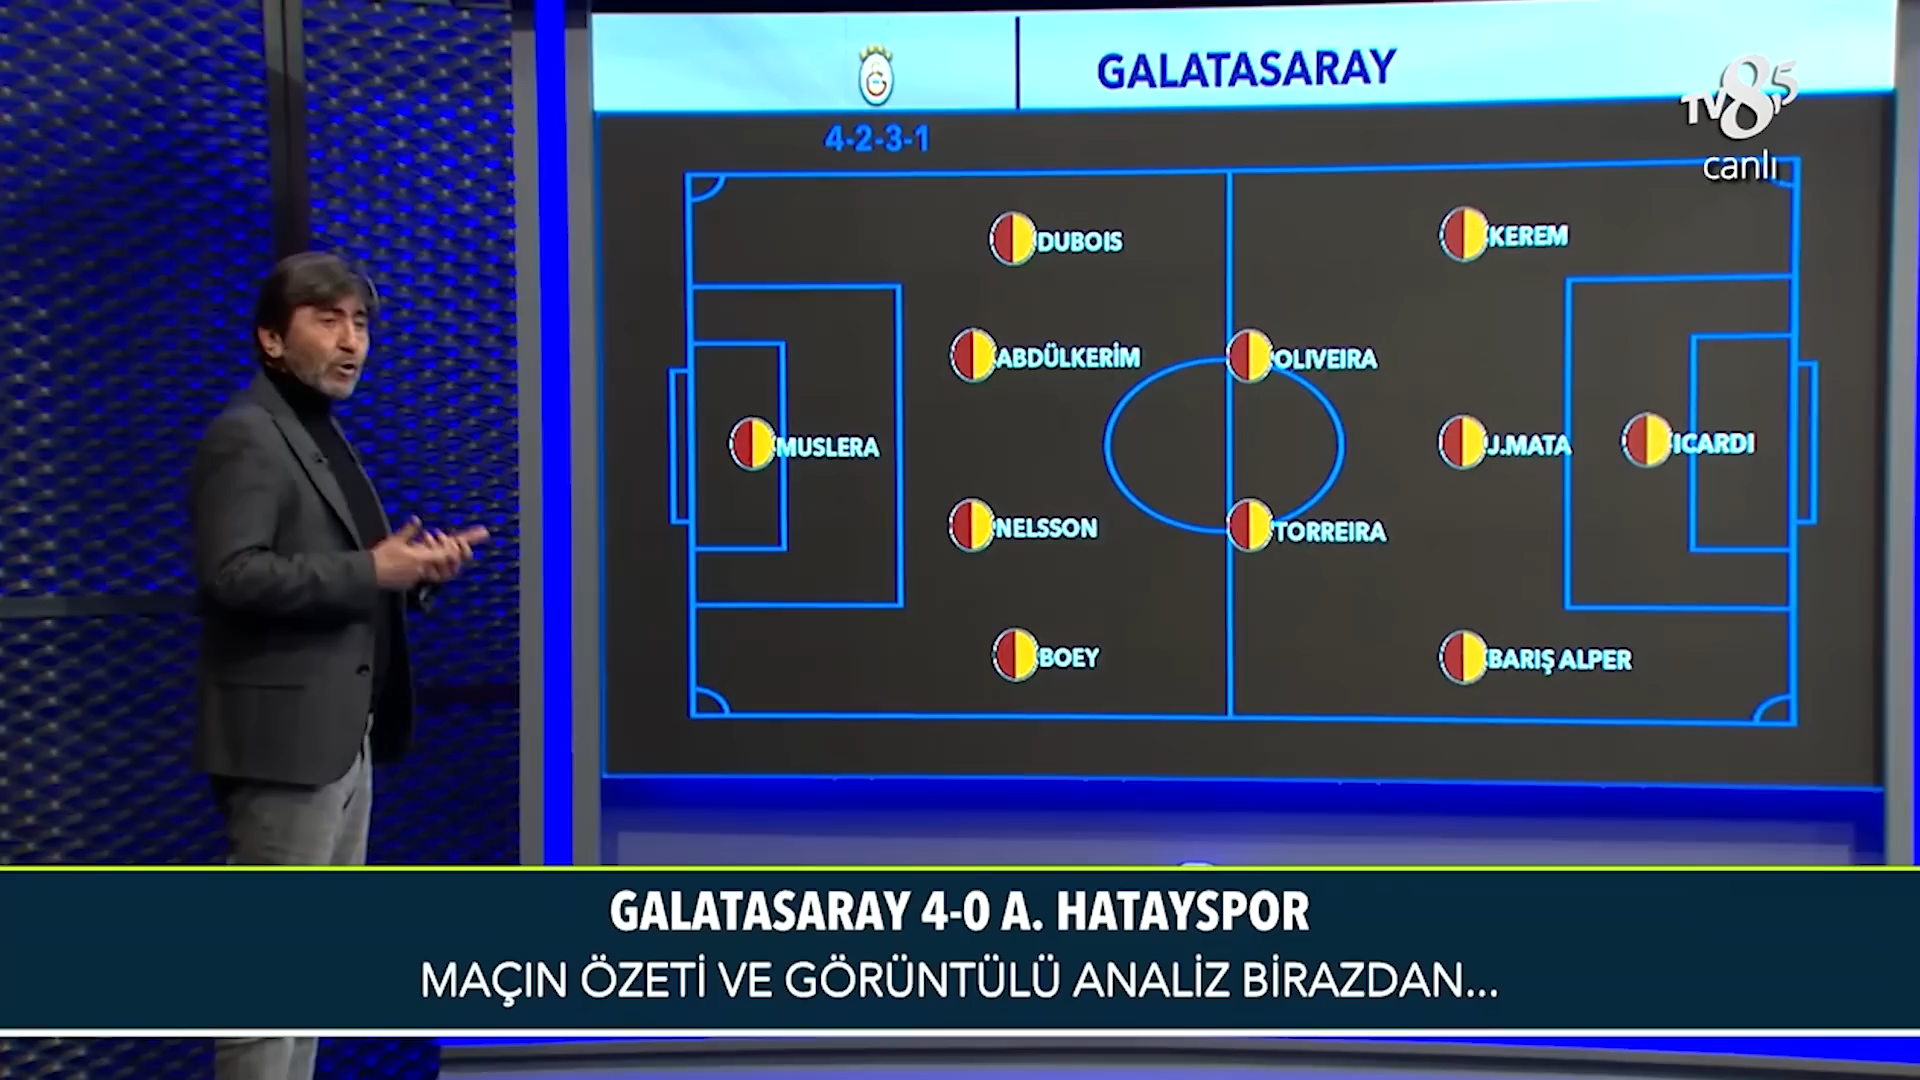 GALATASARAY
TV8,5
canlı
4-2-3-1
DUBOIS
KEREM
ABDÜLKERİM
OLIVEIRA
MUSLERA
J.MATA
ICARDI
NELSSON
TORREIRA
BOEY
BARIŞ ALPER
GALATASARAY 4-0 A. HATAYSPOR
MAÇIN ÖZETİ VE GÖRÜNTÜLÜ ANALİZ BİRAZDAN...